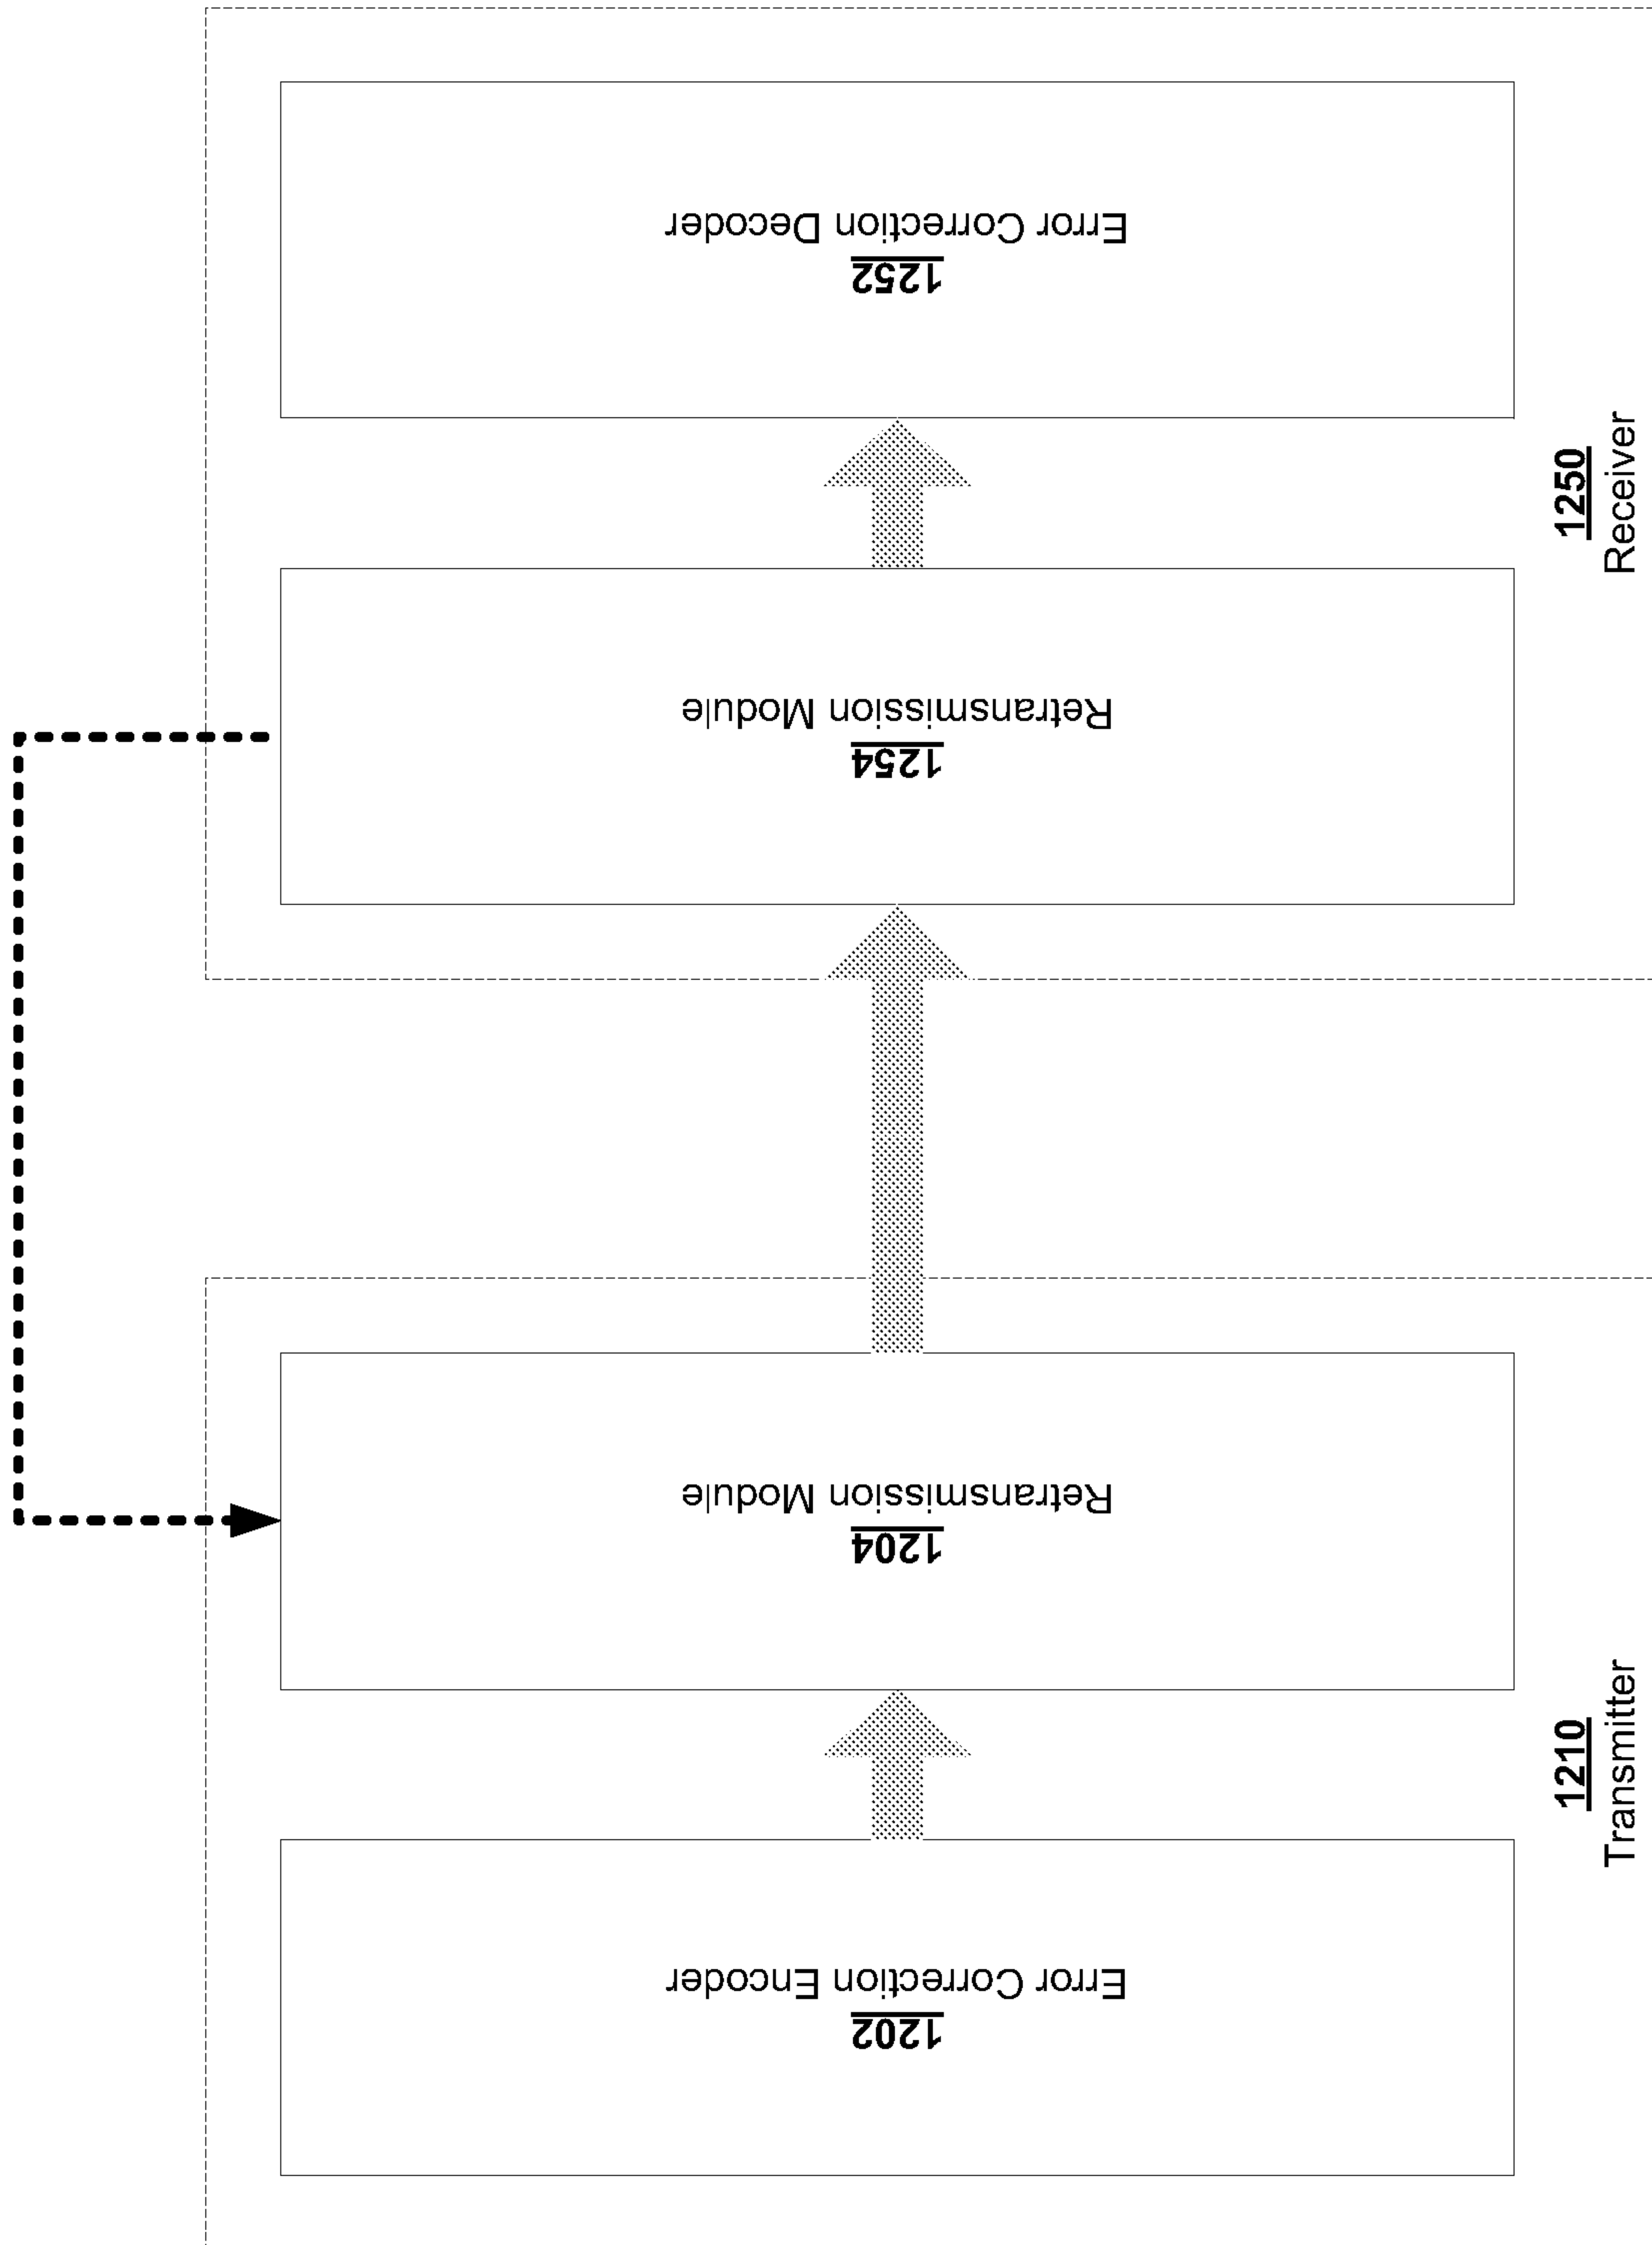 Error Correction Decoder
1252
Retransmission Module
1254
1250
Receiver
Retransmission Module
1204
1210
Transmitter
Error Correction Encoder
1202